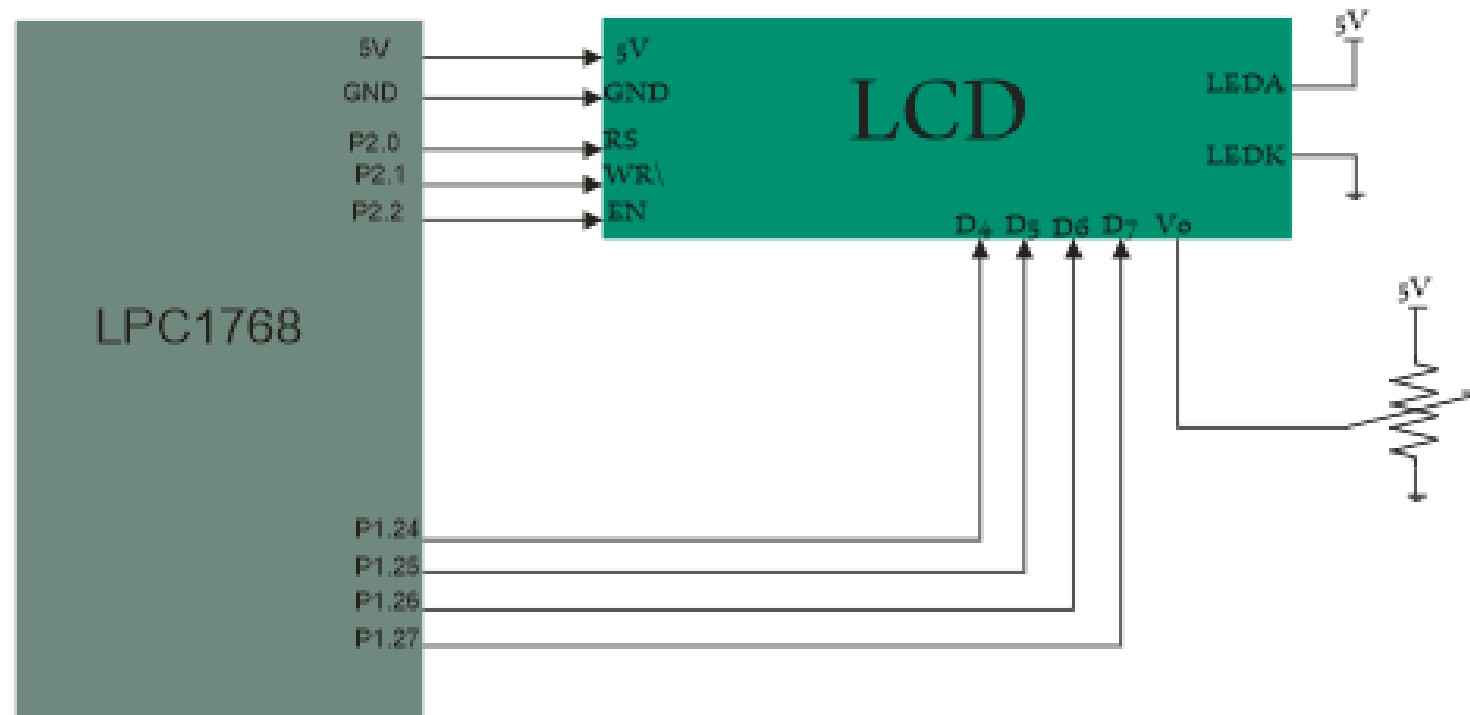 5V
GND
P2.0
P2.1
P2.2
LPC1768
P1.24
P1.25
P1.26
P1.27
5V
GND
RS
WR\
EN
LCD
LEDA
LEDK
D4 D5 D6 D7 Vo
5V
5V